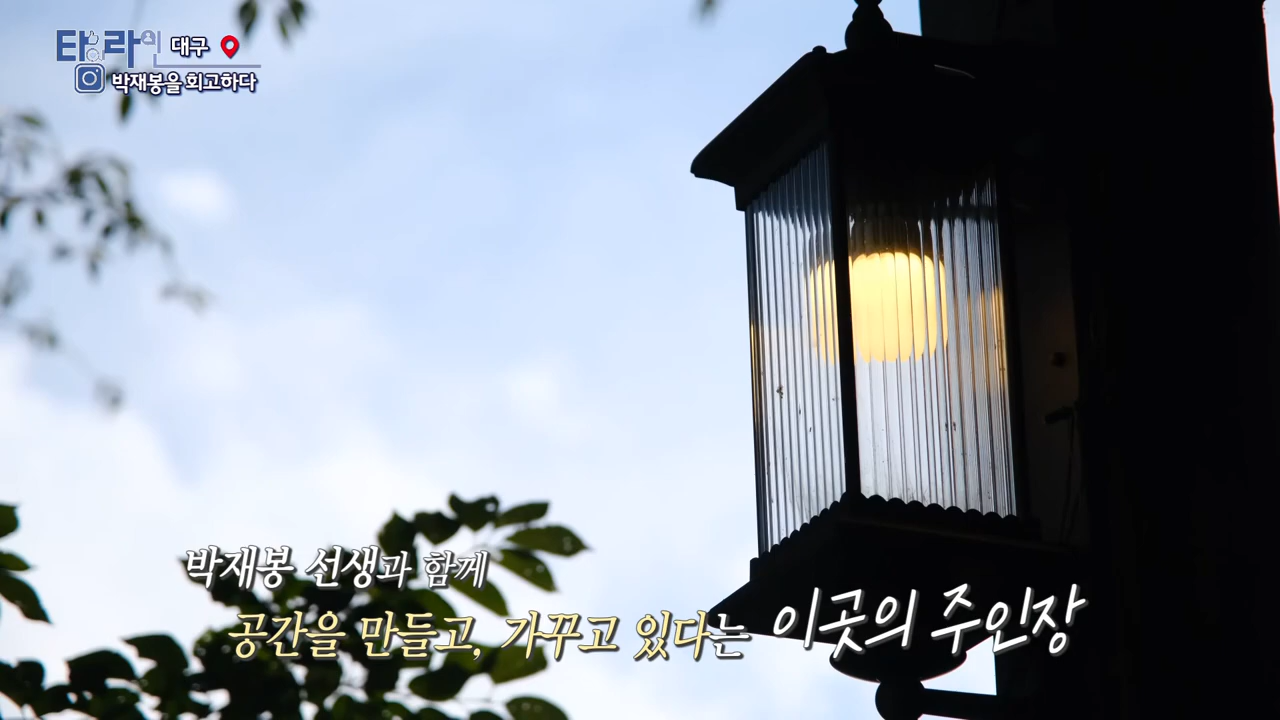 타라인 대구
박재봉을 회고하다
박재봉 선생과 함께
공간을 만들고, 가꾸고 있다는 이곳의 주인장